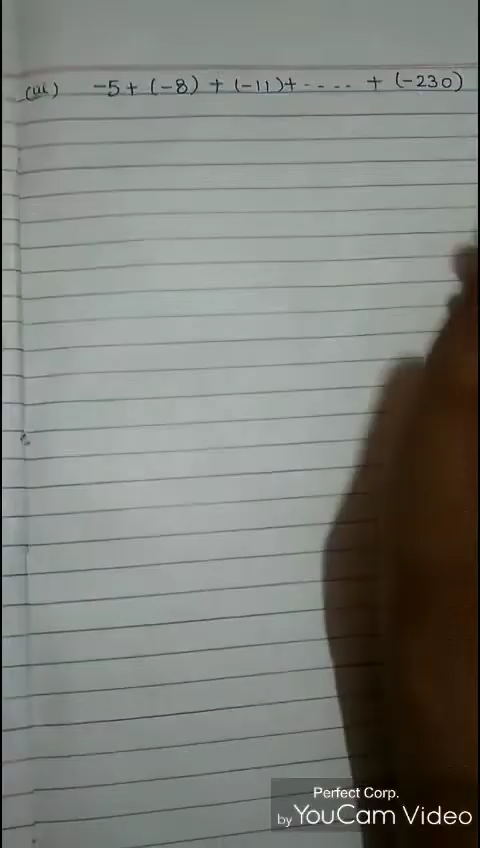 (iii) -5 + (-8) + (-11) + ---- + (-230)
Perfect Corp.
by YouCam Video